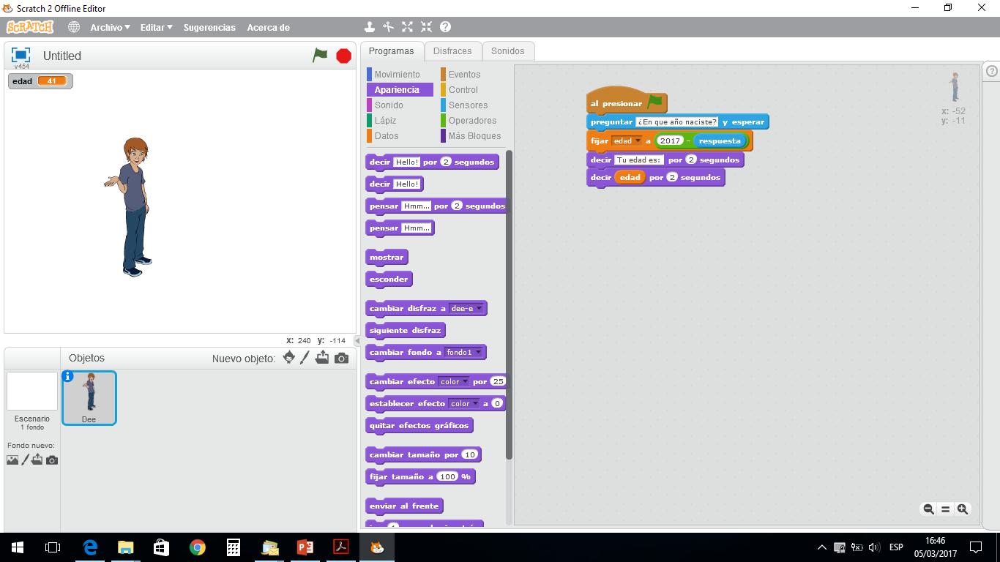 Scratch 2 Offline Editor
SCRATCH
Archivo
Editar
Sugerencias
Acerca de
Untitled
v454
edad 41
x: 240 y: -114
Objetos
Nuevo objeto:
Escenario
1 fondo
Fondo nuevo:
Dee
Programas
Disfraces
Sonidos
Movimiento
Eventos
Apariencia
Control
Sonido
Sensores
Lápiz
Operadores
Datos
Más Bloques
decir Hello! por 2 segundos
decir Hello!
pensar Hmm... por 2 segundos
pensar Hmm...
mostrar
esconder
cambiar disfraz a dee-e
siguiente disfraz
cambiar fondo a fondo1
cambiar efecto color por 25
establecer efecto color a 0
quitar efectos gráficos
cambiar tamaño por 10
fijar tamaño a 100 %
enviar al frente
al presionar
preguntar ¿En que año naciste? y esperar
fijar edad a 2017 - respuesta
decir Tu edad es: por 2 segundos
decir edad por 2 segundos
x: -52
y: -11
ESP
16:46
05/03/2017